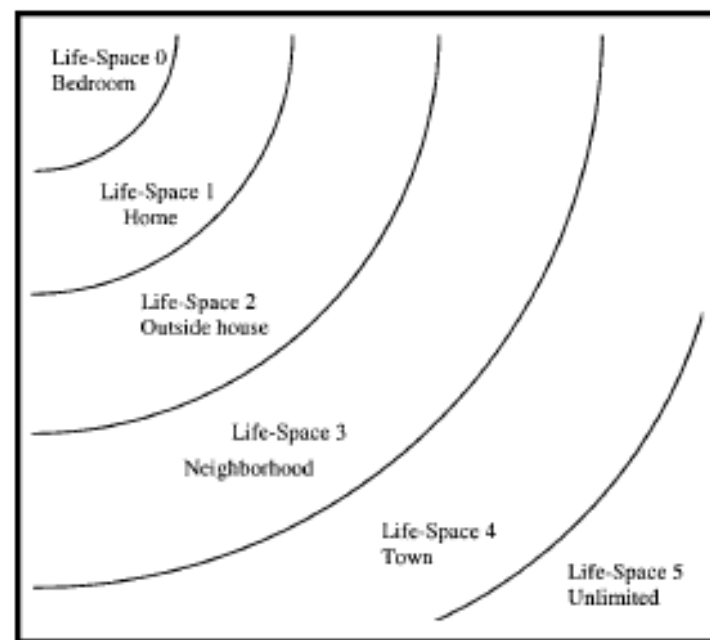 Life-Space 0
Bedroom
Life-Space 1
Home
Life-Space 2
Outside house
Life-Space 3
Neighborhood
Life-Space 4
Town
Life-Space 5
Unlimited